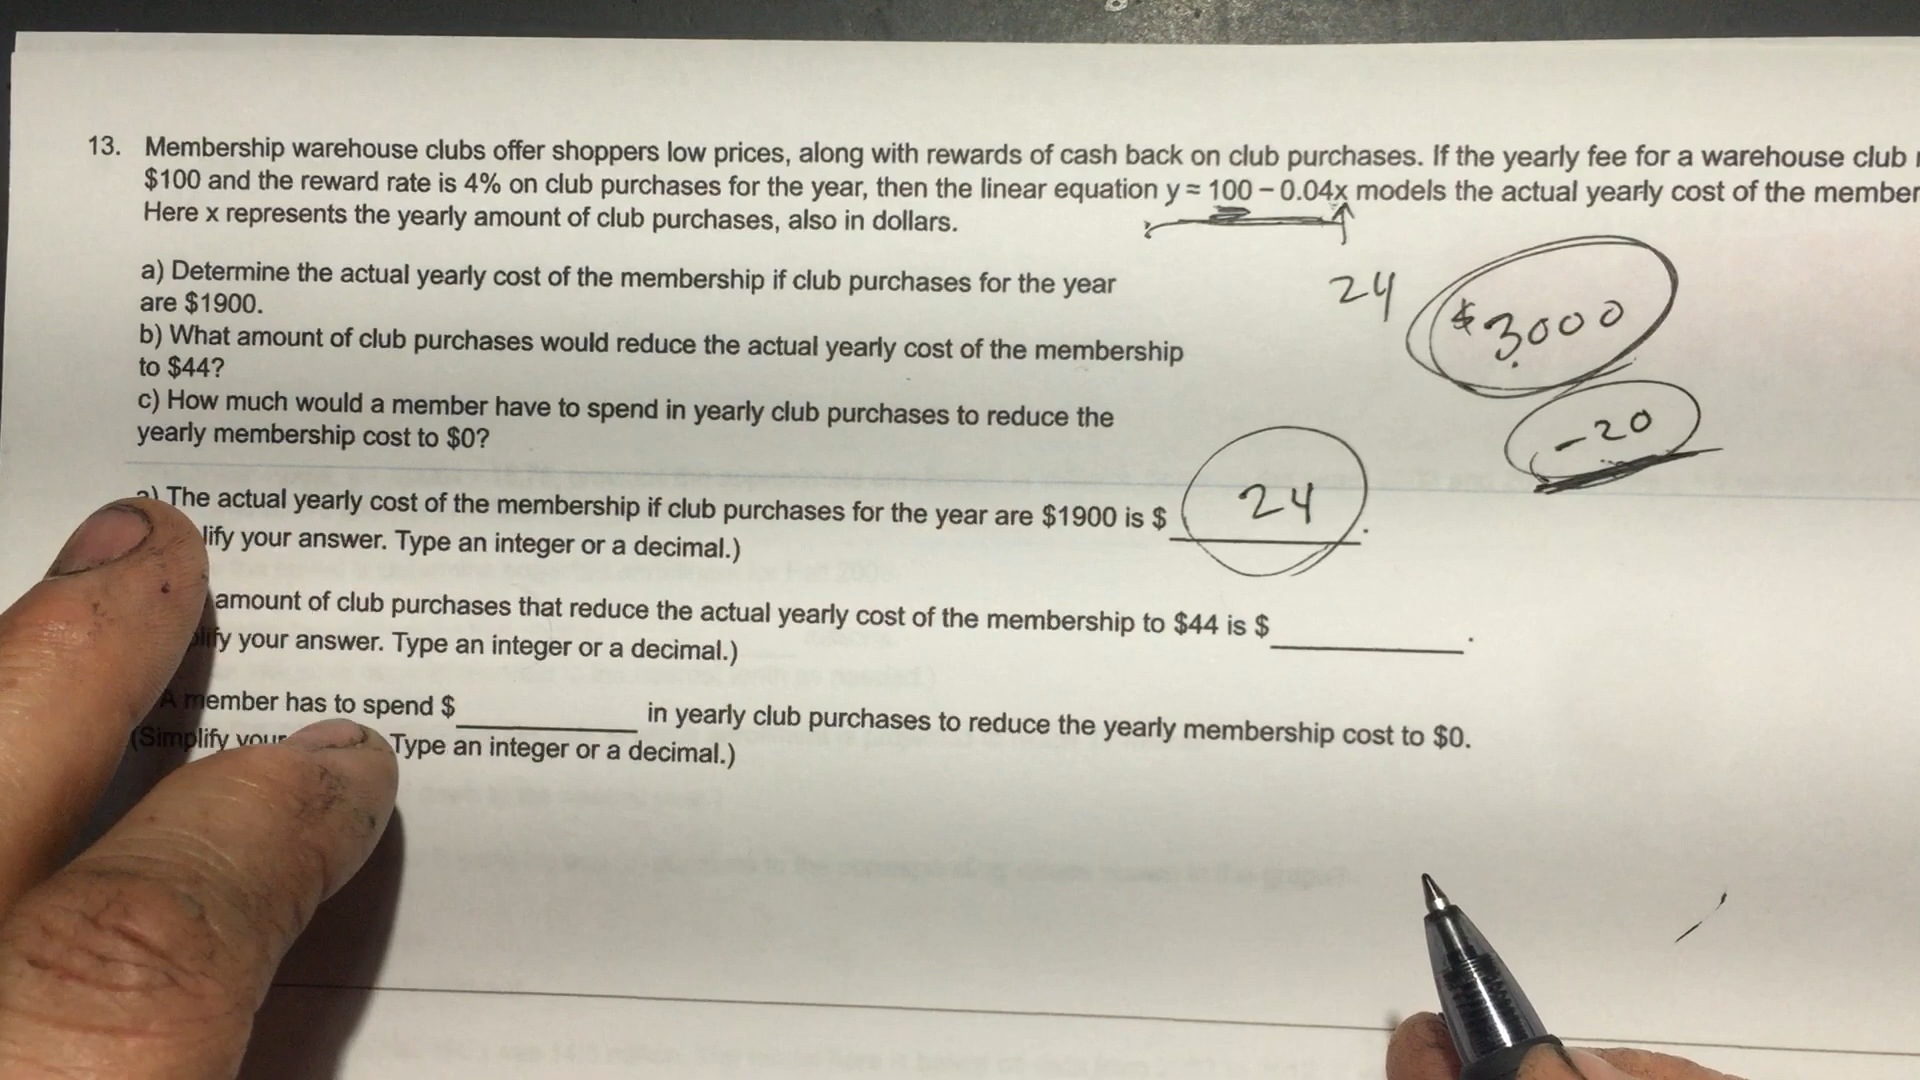 13. Membership warehouse clubs offer shoppers low prices, along with rewards of cash back on club purchases. If the yearly fee for a warehouse club
$100 and the reward rate is 4% on club purchases for the year, then the linear equation y = 100 − 0.04x models the actual yearly cost of the member
Here x represents the yearly amount of club purchases, also in dollars.
a) Determine the actual yearly cost of the membership if club purchases for the year
are $1900.
24 $3000
b) What amount of club purchases would reduce the actual yearly cost of the membership
to $44?
c) How much would a member have to spend in yearly club purchases to reduce the
yearly membership cost to $0?
-20
a) The actual yearly cost of the membership if club purchases for the year are $1900 is $ 24.
lify your answer. Type an integer or a decimal.)
amount of club purchases that reduce the actual yearly cost of the membership to $44 is $ .
lify your answer. Type an integer or a decimal.)
A member has to spend $ in yearly club purchases to reduce the yearly membership cost to $0.
(Simplify your Type an integer or a decimal.)